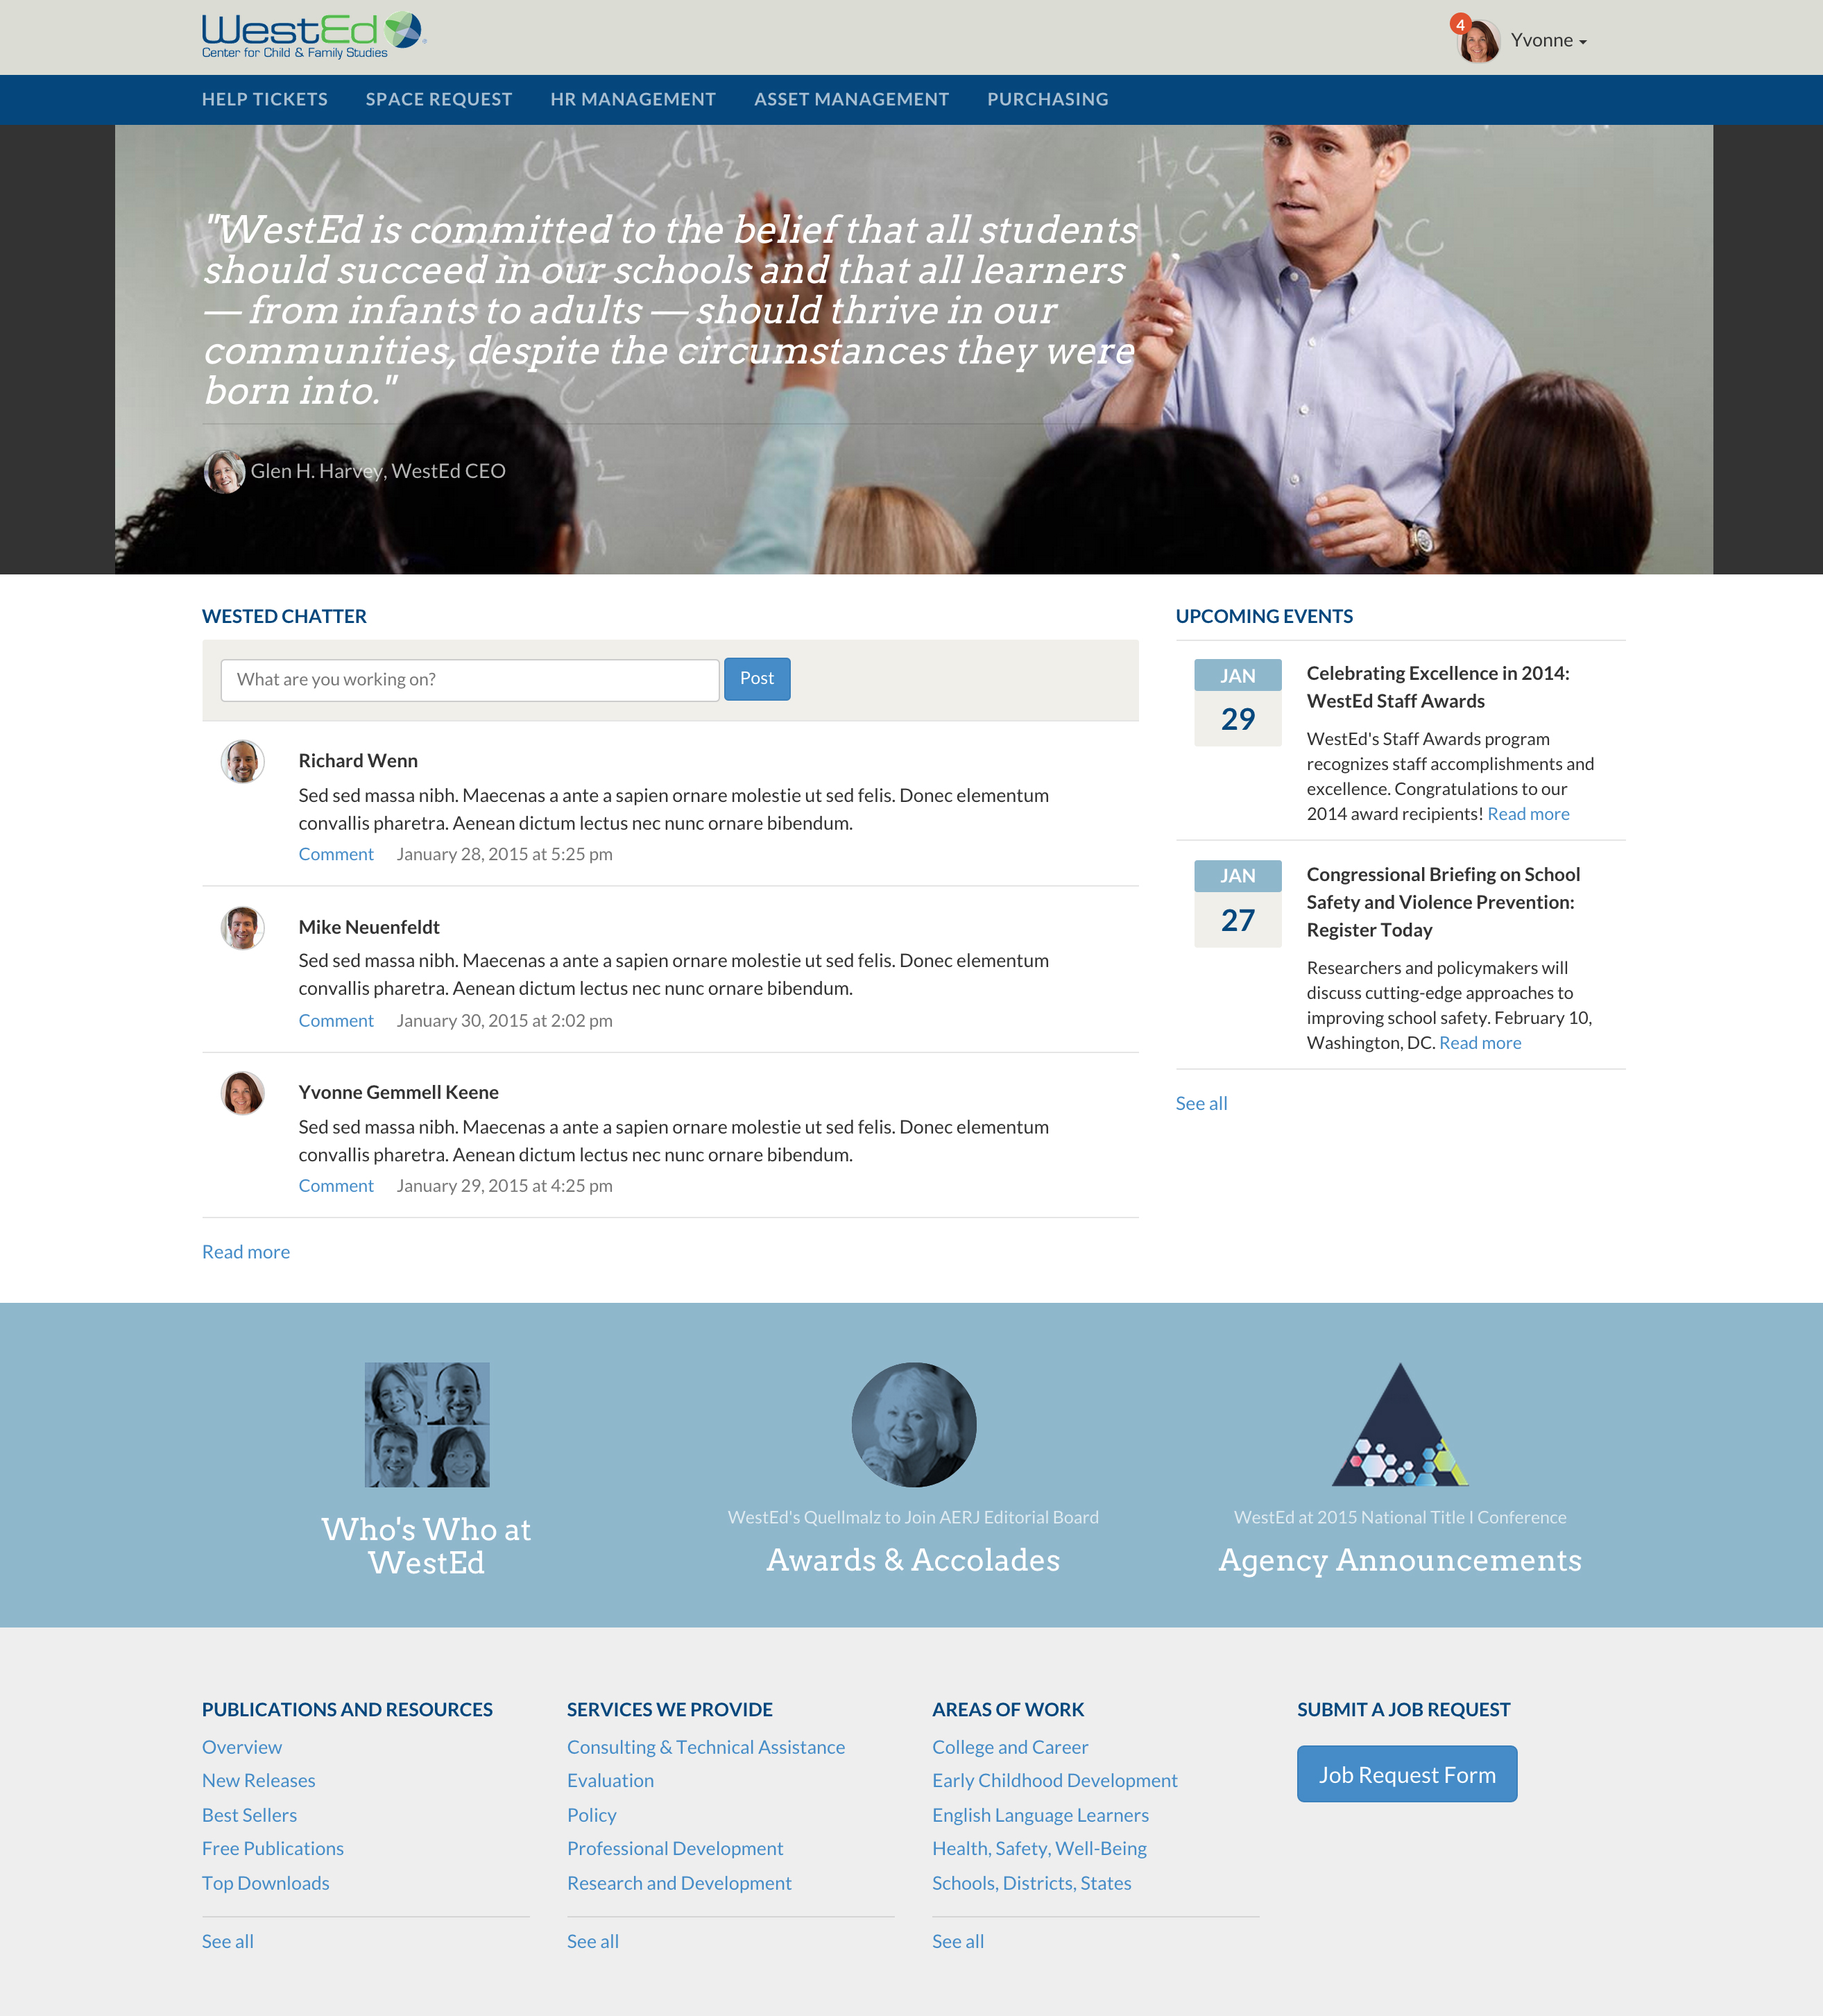 WestEd
Center for Child & Family Studies
4
Yvonne
HELP TICKETS SPACE REQUEST HR MANAGEMENT ASSET MANAGEMENT PURCHASING
"WestEd is committed to the belief that all students
should succeed in our schools and that all learners
— from infants to adults — should thrive in our
communities, despite the circumstances they were
born into."
Glen H. Harvey, WestEd CEO
WESTED CHATTER
What are you working on?
Post
Richard Wenn
Sed sed massa nibh. Maecenas a ante a sapien ornare molestie ut sed felis. Donec elementum
convallis pharetra. Aenean dictum lectus nec nunc ornare bibendum.
Comment January 28, 2015 at 5:25 pm
Mike Neuenfeldt
Sed sed massa nibh. Maecenas a ante a sapien ornare molestie ut sed felis. Donec elementum
convallis pharetra. Aenean dictum lectus nec nunc ornare bibendum.
Comment January 30, 2015 at 2:02 pm
Yvonne Gemmell Keene
Sed sed massa nibh. Maecenas a ante a sapien ornare molestie ut sed felis. Donec elementum
convallis pharetra. Aenean dictum lectus nec nunc ornare bibendum.
Comment January 29, 2015 at 4:25 pm
Read more
UPCOMING EVENTS
JAN
29
Celebrating Excellence in 2014:
WestEd Staff Awards
WestEd's Staff Awards program
recognizes staff accomplishments and
excellence. Congratulations to our
2014 award recipients! Read more
JAN
27
Congressional Briefing on School
Safety and Violence Prevention:
Register Today
Researchers and policymakers will
discuss cutting-edge approaches to
improving school safety. February 10,
Washington, DC. Read more
See all
Who's Who at
WestEd
WestEd's Quellmalz to Join AERJ Editorial Board
Awards & Accolades
WestEd at 2015 National Title I Conference
Agency Announcements
PUBLICATIONS AND RESOURCES
Overview
New Releases
Best Sellers
Free Publications
Top Downloads
See all
SERVICES WE PROVIDE
Consulting & Technical Assistance
Evaluation
Policy
Professional Development
Research and Development
See all
AREAS OF WORK
College and Career
Early Childhood Development
English Language Learners
Health, Safety, Well-Being
Schools, Districts, States
See all
SUBMIT A JOB REQUEST
Job Request Form